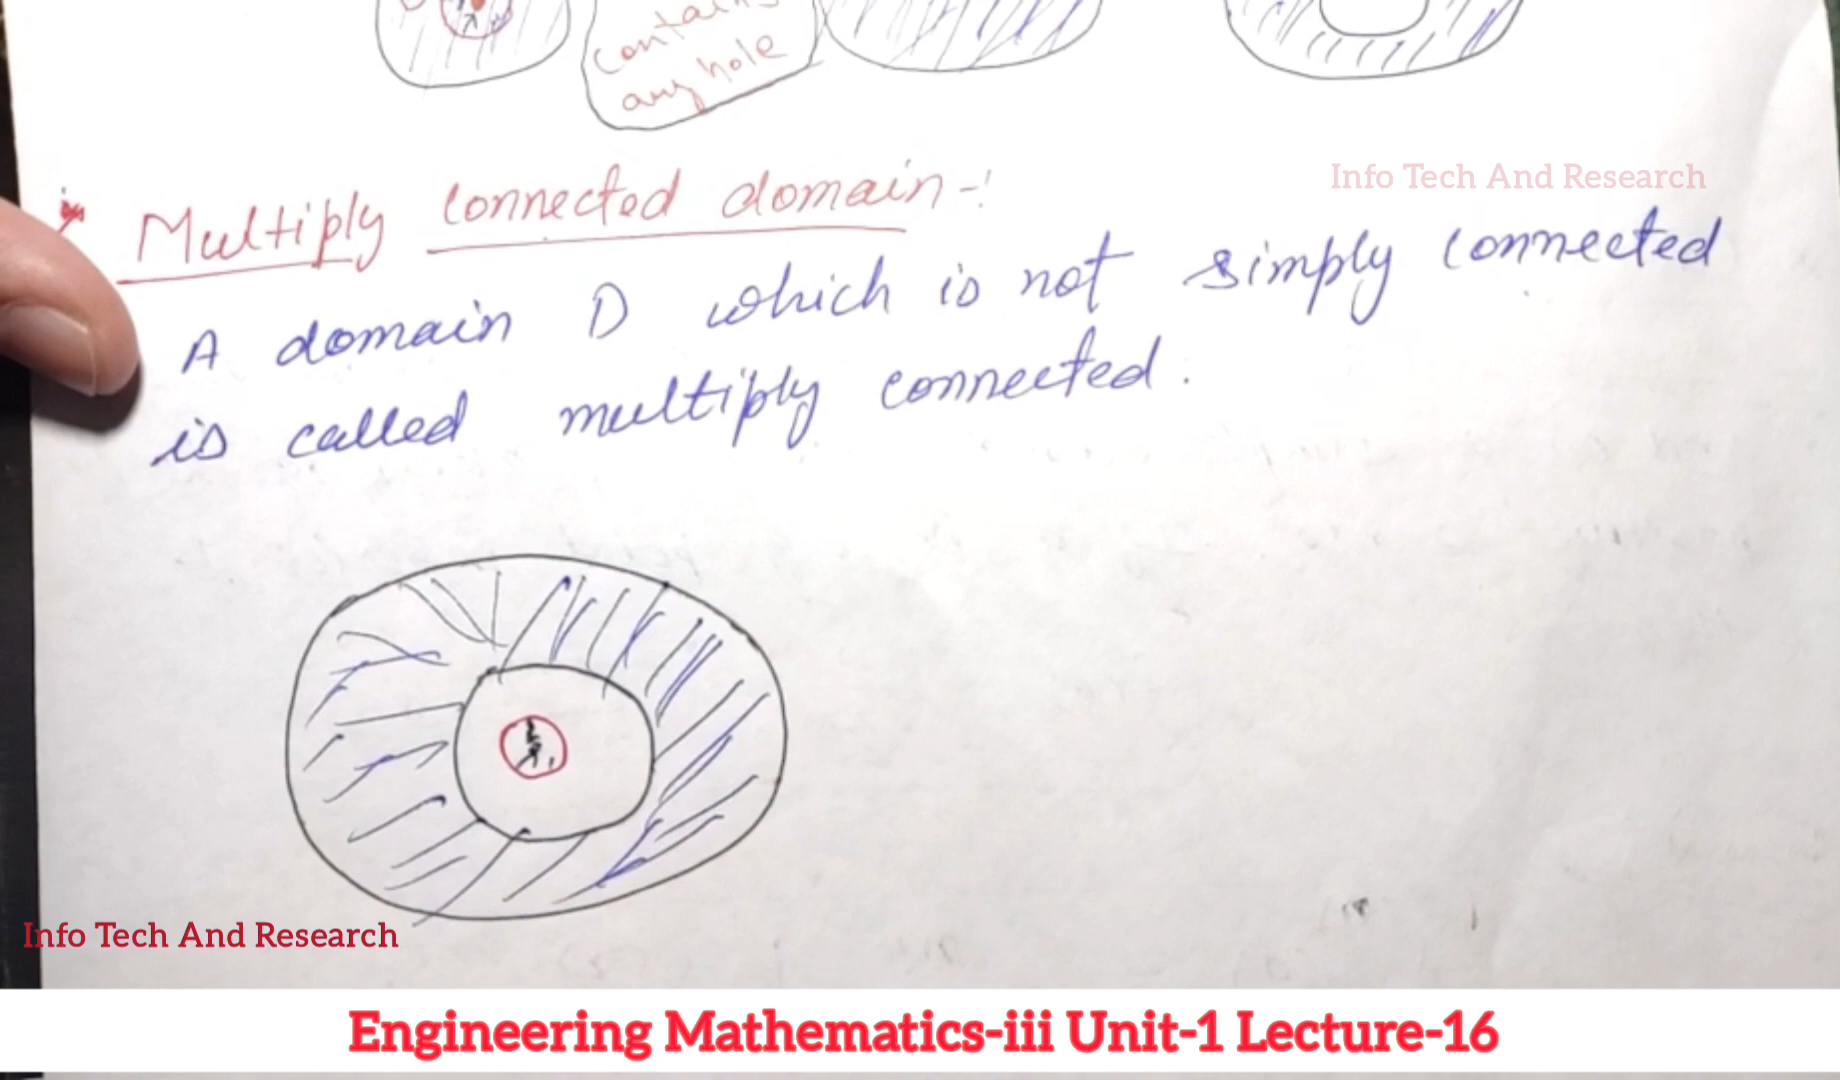 contains
any hole
Info Tech And Research
Multiply connected domain -:
A domain D which is not simply connected
is called multiply connected.
Info Tech And Research
Engineering Mathematics-iii Unit-1 Lecture-16